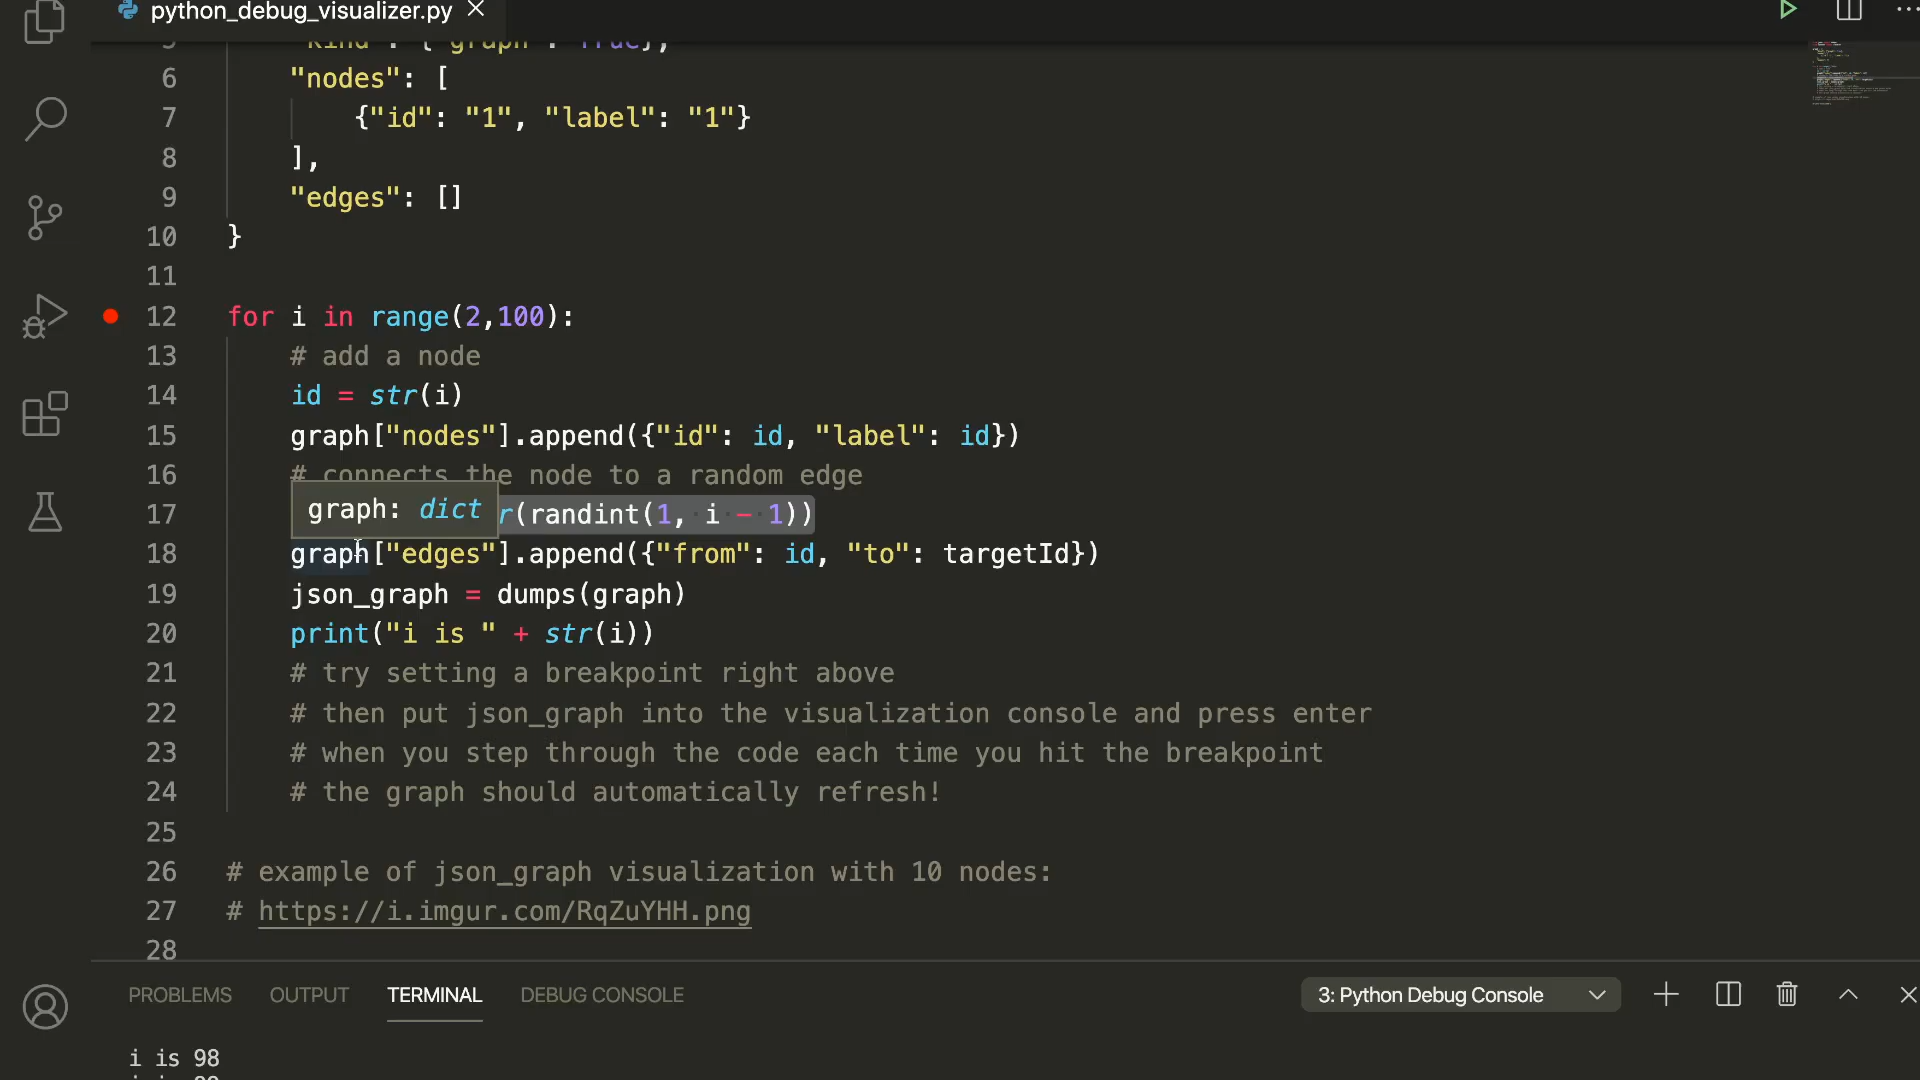 python_debug_visualizer.py
5 "kind": {"graph": True},
6 "nodes": [
7 {"id": "1", "label": "1"}
8 ],
9 "edges": []
10 }
11
12 for i in range(2,100):
13 # add a node
14 id = str(i)
15 graph["nodes"].append({"id": id, "label": id})
16 # connects the node to a random edge
graph: dict
17 r(randint(1, i - 1))
18 graph["edges"].append({"from": id, "to": targetId})
19 json_graph = dumps(graph)
20 print("i is " + str(i))
21 # try setting a breakpoint right above
22 # then put json_graph into the visualization console and press enter
23 # when you step through the code each time you hit the breakpoint
24 # the graph should automatically refresh!
25
26 # example of json_graph visualization with 10 nodes:
27 # https://i.imgur.com/RqZuYHH.png
28
PROBLEMS OUTPUT TERMINAL DEBUG CONSOLE 3: Python Debug Console
i is 98